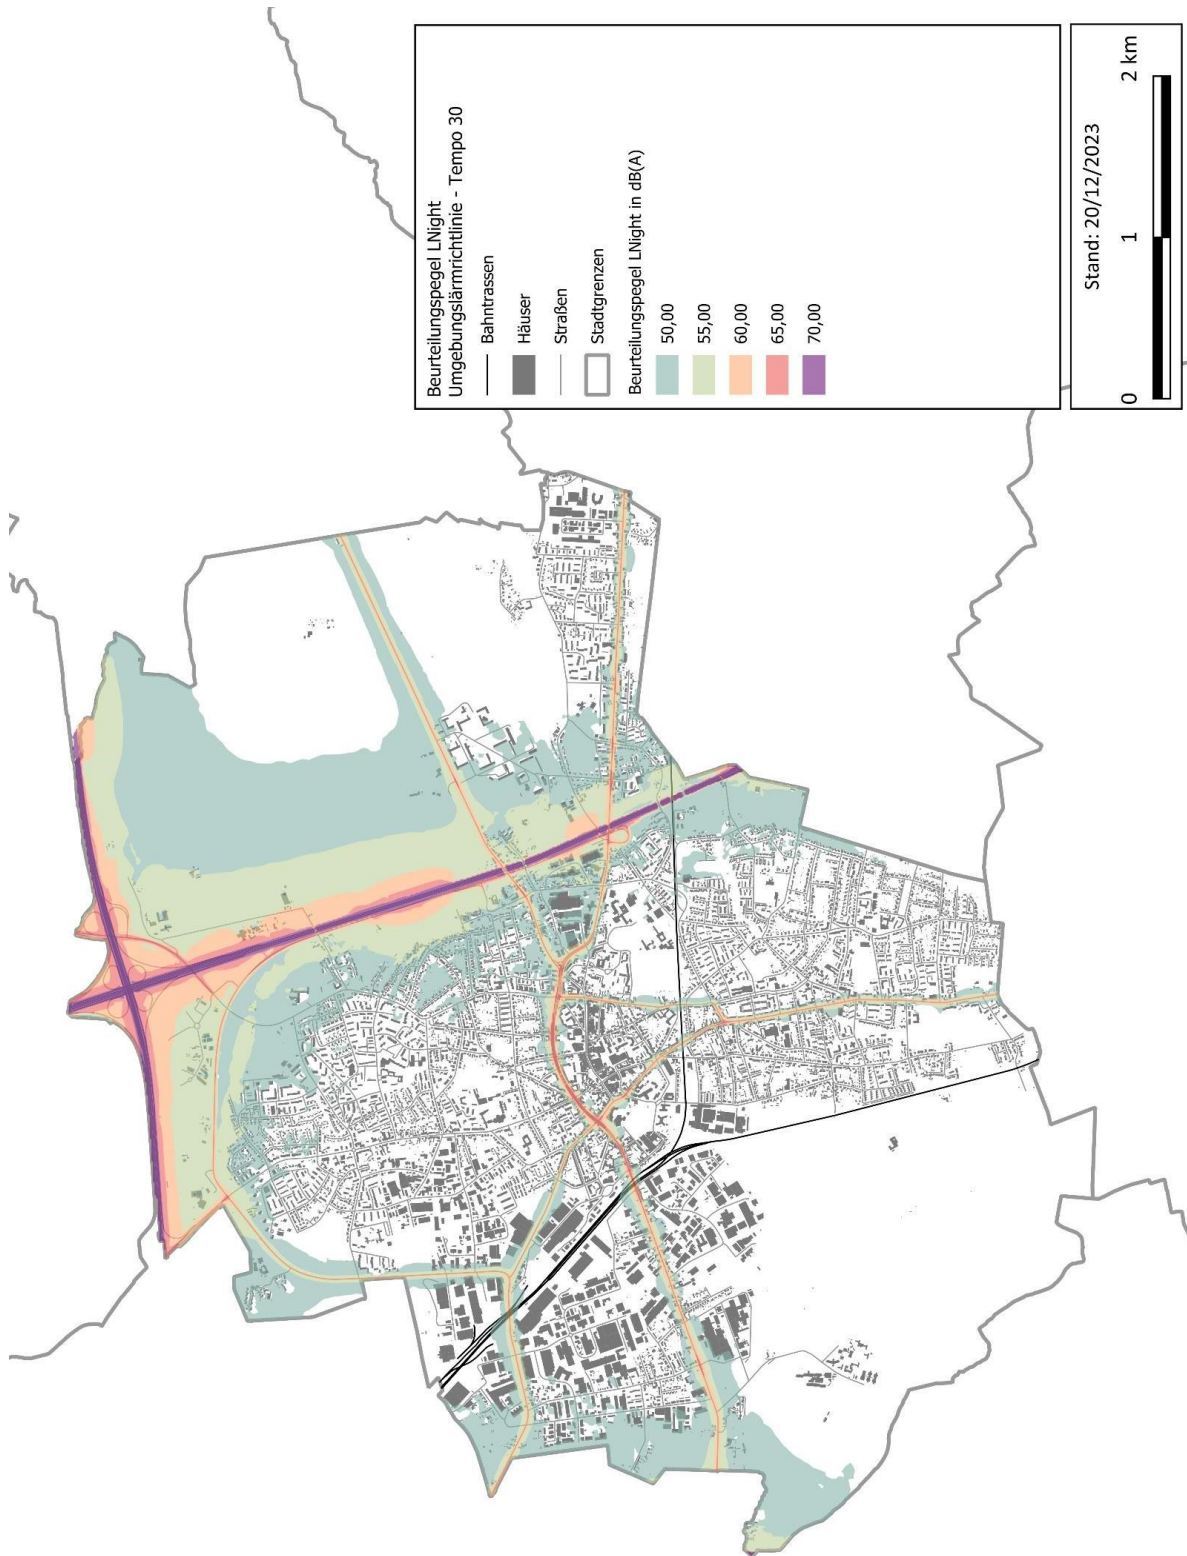 Beurteilungspegel LNight
Umgebungslärmrichtlinie - Tempo 30
Bahntrassen
Häuser
Straßen
Stadtgrenzen
Beurteilungspegel LNight in dB(A)
50,00
55,00
60,00
65,00
70,00
Stand: 20/12/2023
0 1 2 km